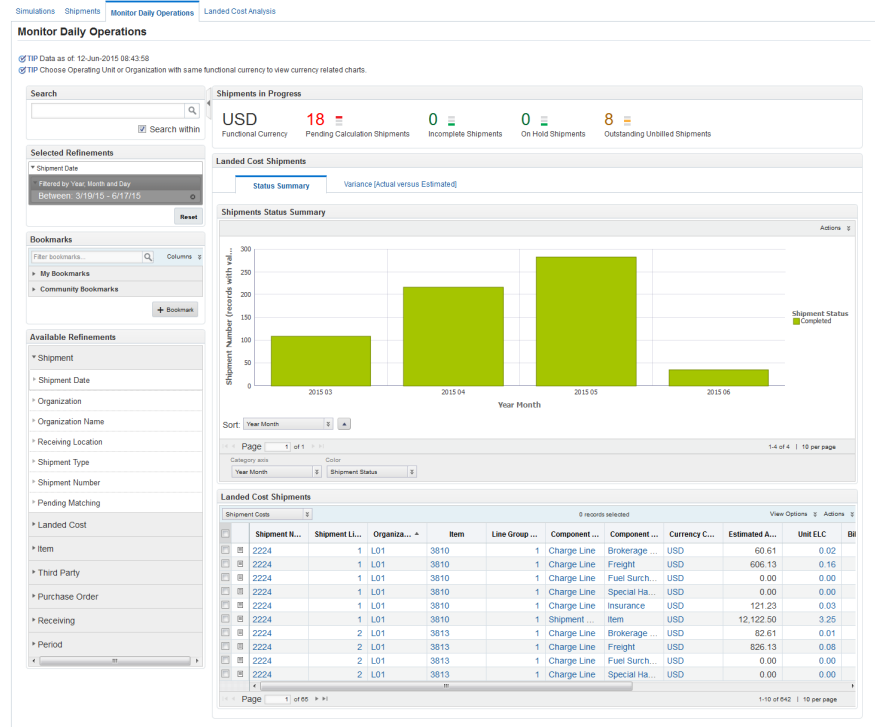 Simulations Shipments Monitor Daily Operations Landed Cost Analysis
Monitor Daily Operations
TIP Data as of: 12-Jun-2015 08:43:58
TIP Choose Operating Unit or Organization with same functional currency to view currency related charts.
Search
Search within
Selected Refinements
Shipment Date
Filtered by Year, Month and Day
Between: 3/19/15 - 6/17/15
Reset
Bookmarks
Filter bookmarks... Columns
My Bookmarks
Community Bookmarks
+ Bookmark
Available Refinements
Shipment
Shipment Date
Organization
Organization Name
Receiving Location
Shipment Type
Shipment Number
Pending Matching
Landed Cost
Item
Third Party
Purchase Order
Receiving
Period
Shipments in Progress
USD 18 0 0 8
Functional Currency Pending Calculation Shipments Incomplete Shipments On Hold Shipments Outstanding Unbilled Shipments
Landed Cost Shipments
Status Summary Variance [Actual versus Estimated]
Shipments Status Summary
Actions
Shipment Number (records with val...
300
250
200
150
100
50
0
2015 03 2015 04 2015 05 2015 06
Year Month
Shipment Status
Completed
Sort: Year Month
Page 1 of 1 1-4 of 4 | 10 per page
Category axis Color
Year Month Shipment Status
Landed Cost Shipments
Shipment Costs 0 records selected View Options Actions
Shipment N... Shipment Li... Organiza... Item Line Group ... Component ... Component ... Currency C... Estimated A... Unit ELC Bil
2224 1 L01 3810 1 Charge Line Brokerage ... USD 60.61 0.02
2224 1 L01 3810 1 Charge Line Freight USD 606.13 0.16
2224 1 L01 3810 1 Charge Line Fuel Surch... USD 0.00 0.00
2224 1 L01 3810 1 Charge Line Special Ha... USD 0.00 0.00
2224 1 L01 3810 1 Charge Line Insurance USD 121.23 0.03
2224 1 L01 3810 1 Shipment ... Item USD 12,122.50 3.25
2224 2 L01 3813 1 Charge Line Brokerage ... USD 82.61 0.01
2224 2 L01 3813 1 Charge Line Freight USD 826.13 0.08
2224 2 L01 3813 1 Charge Line Fuel Surch... USD 0.00 0.00
2224 2 L01 3813 1 Charge Line Special Ha... USD 0.00 0.00
Page 1 of 65 1-10 of 642 | 10 per page